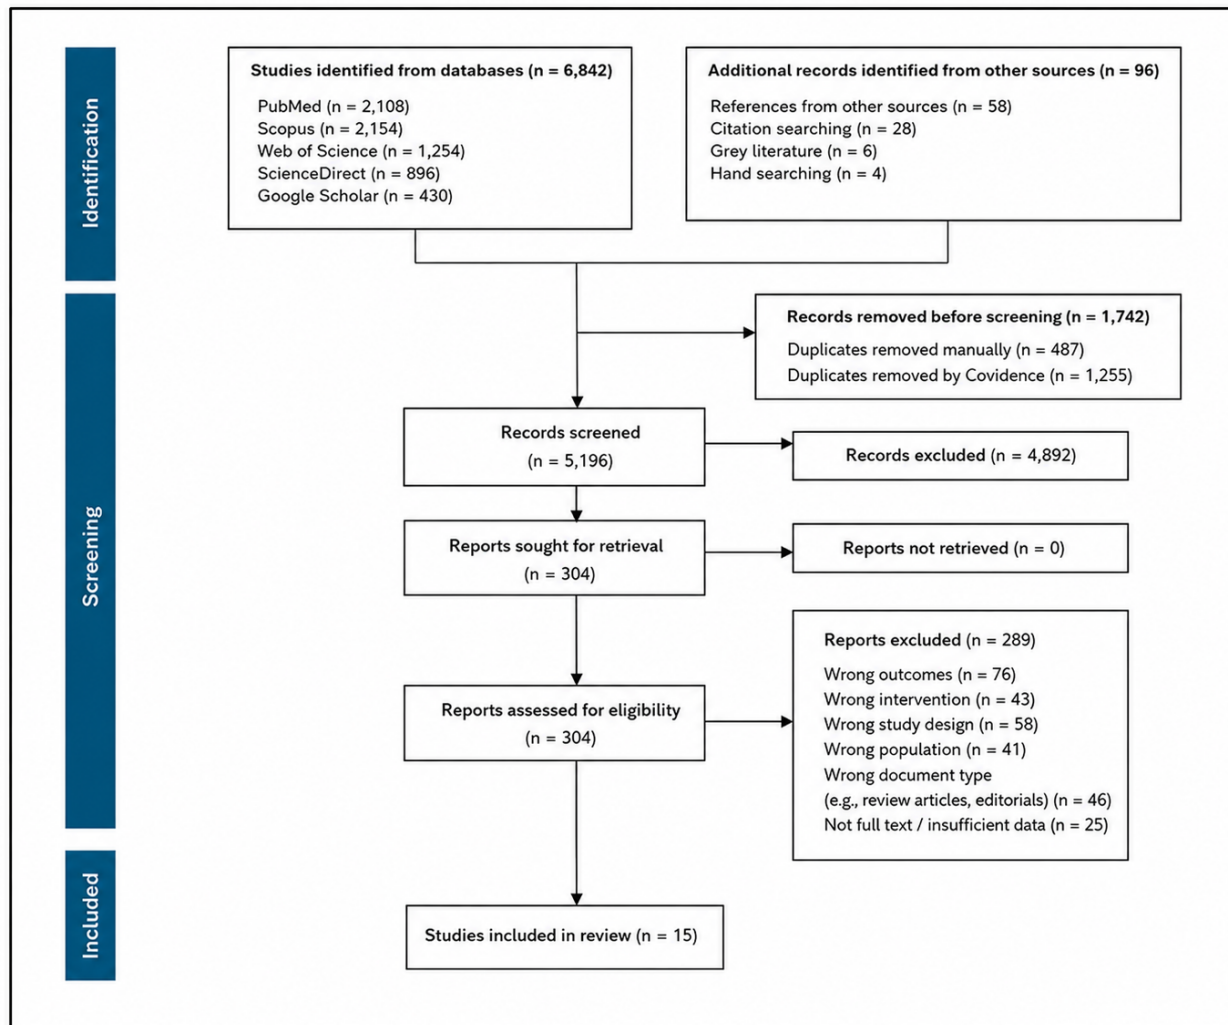 Identification
Studies identified from databases (n = 6,842)
PubMed (n = 2,108)
Scopus (n = 2,154)
Web of Science (n = 1,254)
ScienceDirect (n = 896)
Google Scholar (n = 430)
Additional records identified from other sources (n = 96)
References from other sources (n = 58)
Citation searching (n = 28)
Grey literature (n = 6)
Hand searching (n = 4)
Screening
Records removed before screening (n = 1,742)
Duplicates removed manually (n = 487)
Duplicates removed by Covidence (n = 1,255)
Records screened
(n = 5,196)
Records excluded (n = 4,892)
Reports sought for retrieval
(n = 304)
Reports not retrieved (n = 0)
Reports assessed for eligibility
(n = 304)
Reports excluded (n = 289)
Wrong outcomes (n = 76)
Wrong intervention (n = 43)
Wrong study design (n = 58)
Wrong population (n = 41)
Wrong document type
(e.g., review articles, editorials) (n = 46)
Not full text / insufficient data (n = 25)
Included
Studies included in review (n = 15)